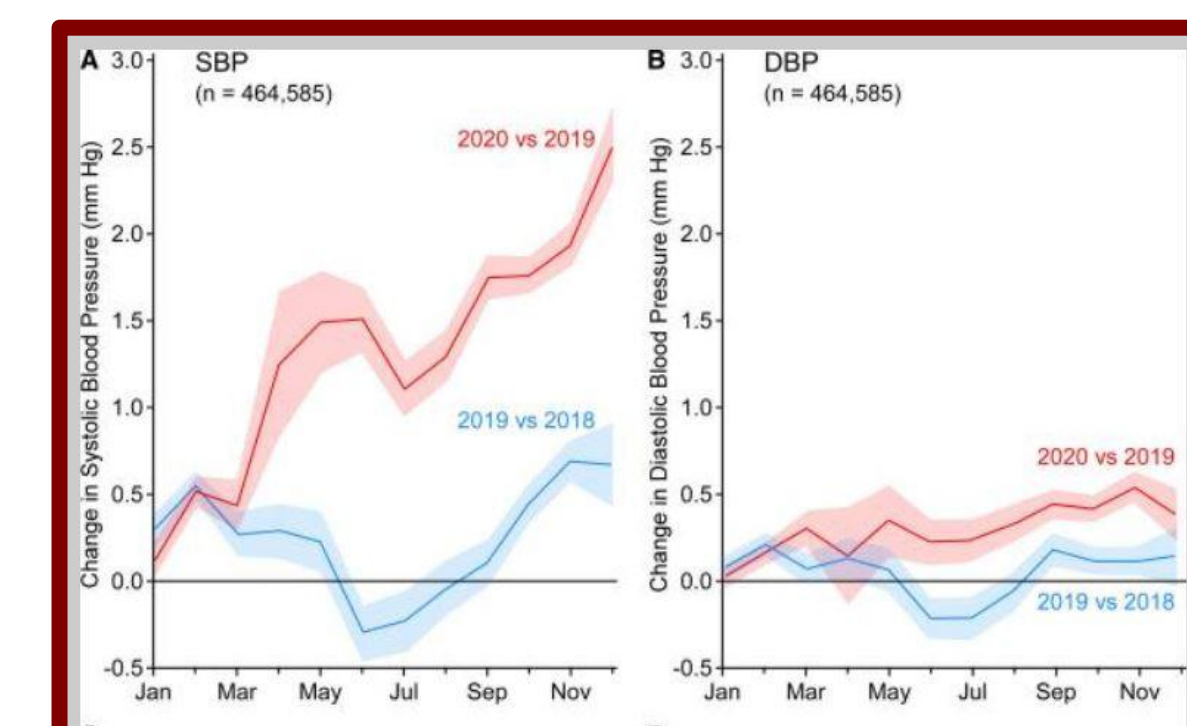 A
SBP
(n = 464,585)
Change in Systolic Blood Pressure (mm Hg)
3.0
2.5
2.0
1.5
1.0
0.5
0.0
-0.5
2020 vs 2019
2019 vs 2018
Jan Mar May Jul Sep Nov
B
DBP
(n = 464,585)
Change in Diastolic Blood Pressure (mm Hg)
3.0
2.5
2.0
1.5
1.0
0.5
0.0
-0.5
2020 vs 2019
2019 vs 2018
Jan Mar May Jul Sep Nov